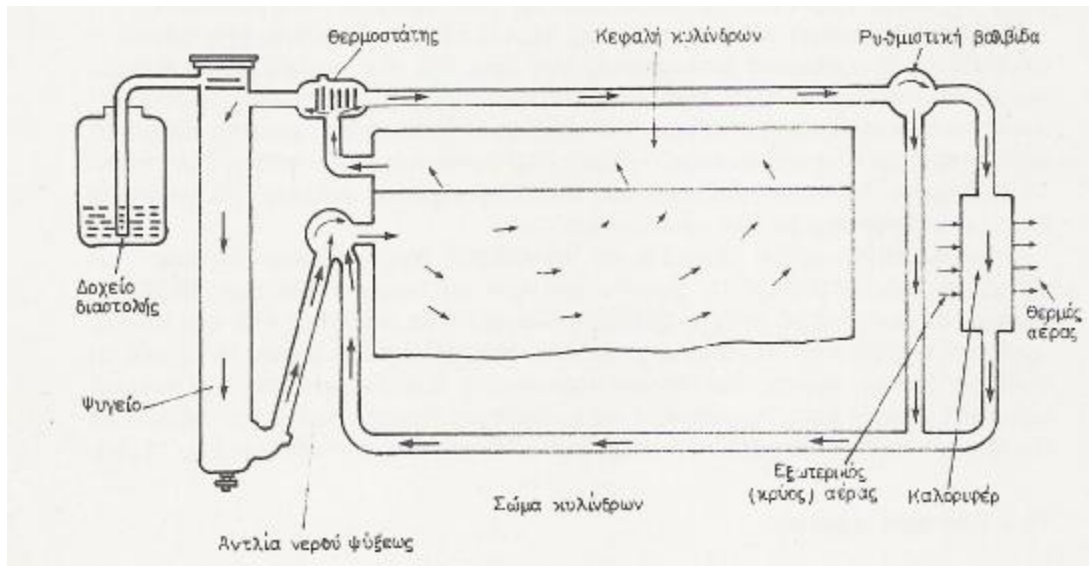 Θερμοστάτης
Κεφαλή κυλίνδρων
Ρυθμιστική βαλβίδα
Δοχείο
διαστολής
Θερμός
αέρας
Ψυγείο
Εξωτερικός
(κρύος) αέρας
Καλοριφέρ
Σώμα κυλίνδρων
Αντλία νερού ψύξεως